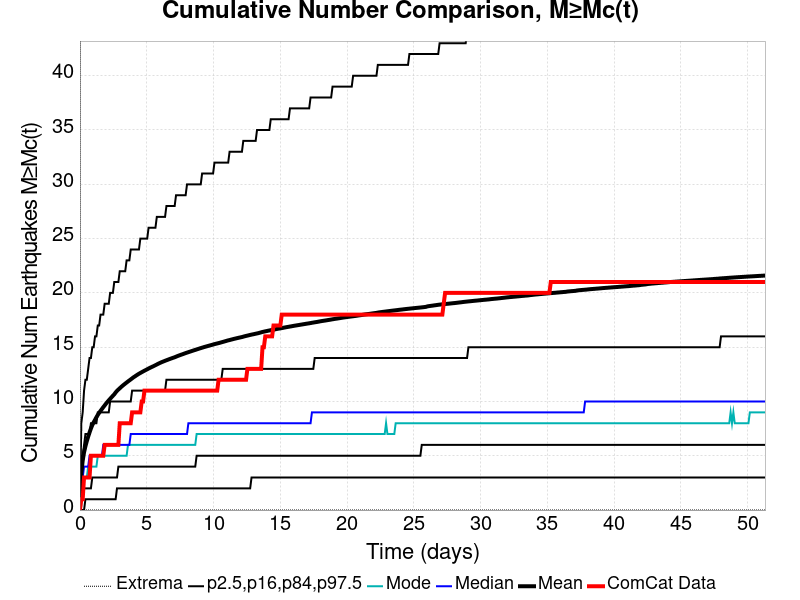 Cumulative Number Comparison, M≥Mc(t)
Cumulative Num Earthquakes M≥Mc(t)
40
35
30
25
20
15
10
5
0
0 5 10 15 20 25 30 35 40 45 50
Time (days)
Extrema p2.5,p16,p84,p97.5 Mode Median Mean ComCat Data